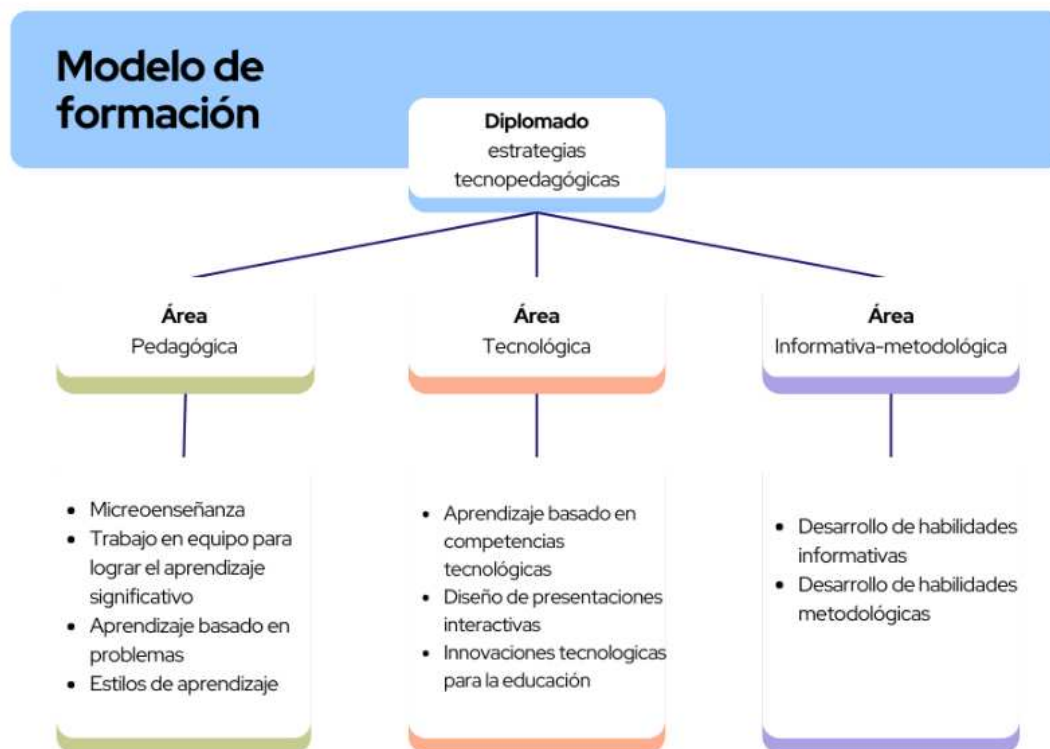 Modelo de
formación
Diplomado
estrategias
tecnopedagógicas
Área
Pedagógica
Área
Tecnológica
Área
Informativa-metodológica
• Micreoenseñanza
• Trabajo en equipo para
lograr el aprendizaje
significativo
• Aprendizaje basado en
problemas
• Estilos de aprendizaje
• Aprendizaje basado en
competencias
tecnológicas
• Diseño de presentaciones
interactivas
• Innovaciones tecnologicas
para la educación
• Desarrollo de habilidades
informativas
• Desarrollo de habilidades
metodológicas